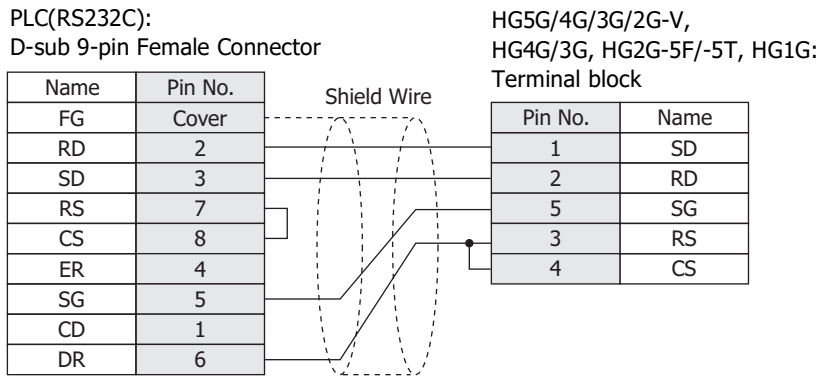 PLC(RS232C):
D-sub 9-pin Female Connector
Name Pin No.
FG Cover
RD 2
SD 3
RS 7
CS 8
ER 4
SG 5
CD 1
DR 6
Shield Wire
HG5G/4G/3G/2G-V,
HG4G/3G, HG2G-5F/-5T, HG1G:
Terminal block
Pin No. Name
1 SD
2 RD
5 SG
3 RS
4 CS